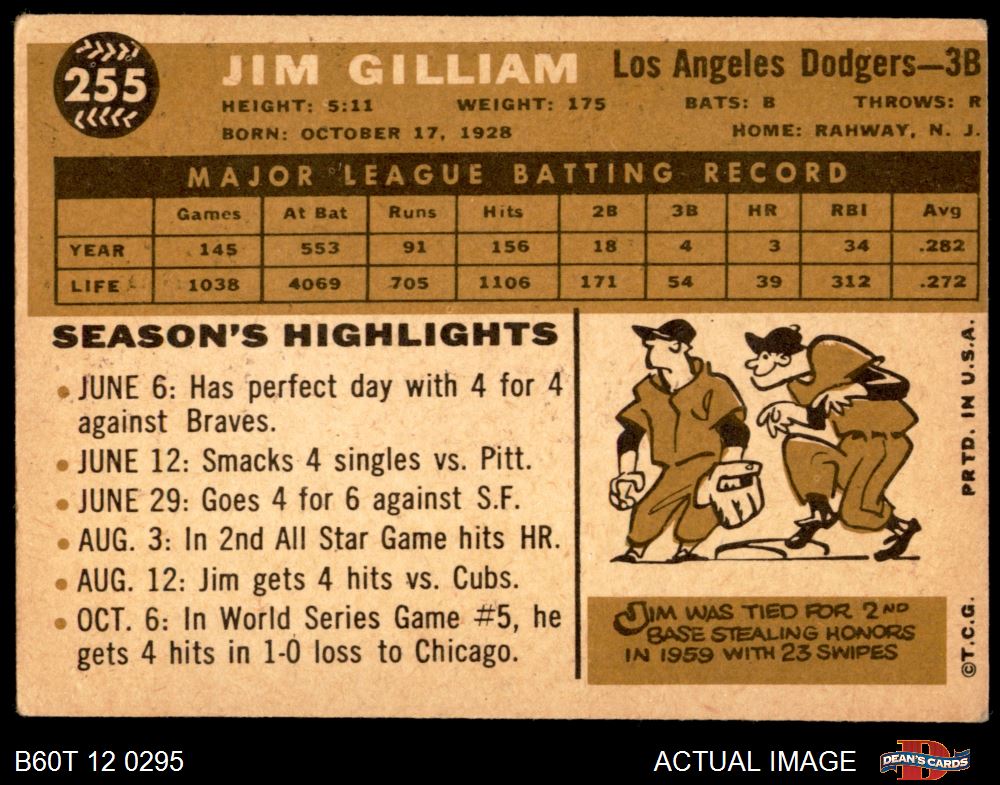 255
JIM GILLIAM Los Angeles Dodgers—3B
HEIGHT: 5:11 WEIGHT: 175 BATS: B THROWS: R
BORN: OCTOBER 17, 1928 HOME: RAHWAY, N. J.
MAJOR LEAGUE BATTING RECORD
Games At Bat Runs Hits 2B 3B HR RBI Avg
YEAR 145 553 91 156 18 4 3 34 .282
LIFE 1038 4069 705 1106 171 54 39 312 .272
SEASON'S HIGHLIGHTS
• JUNE 6: Has perfect day with 4 for 4
against Braves.
• JUNE 12: Smacks 4 singles vs. Pitt.
• JUNE 29: Goes 4 for 6 against S.F.
• AUG. 3: In 2nd All Star Game hits HR.
• AUG. 12: Jim gets 4 hits vs. Cubs.
• OCT. 6: In World Series Game #5, he
gets 4 hits in 1-0 loss to Chicago.
JIM WAS TIED FOR 2ND
BASE STEALING HONORS
IN 1959 WITH 23 SWIPES
PRTD. IN U.S.A.
©T.C.G.
B60T 12 0295 ACTUAL IMAGE
D
DEAN'S CARDS